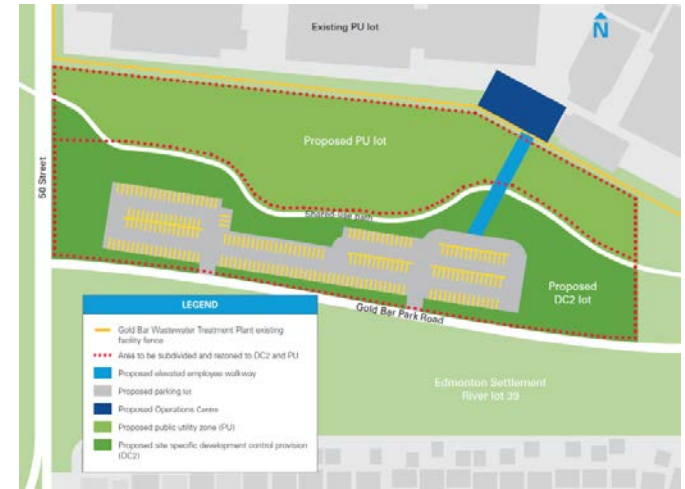 Existing PU lot
N
Proposed PU lot
50 Street
Shared-use path
Proposed
DC2 lot
Gold Bar Park Road
Edmonton Settlement
River lot 39
LEGEND
Gold Bar Wastewater Treatment Plant existing
facility fence
Area to be subdivided and rezoned to DC2 and PU
Proposed elevated employee walkway
Proposed parking lot
Proposed Operations Centre
Proposed public utility zone (PU)
Proposed site specific development control provision
(DC2)